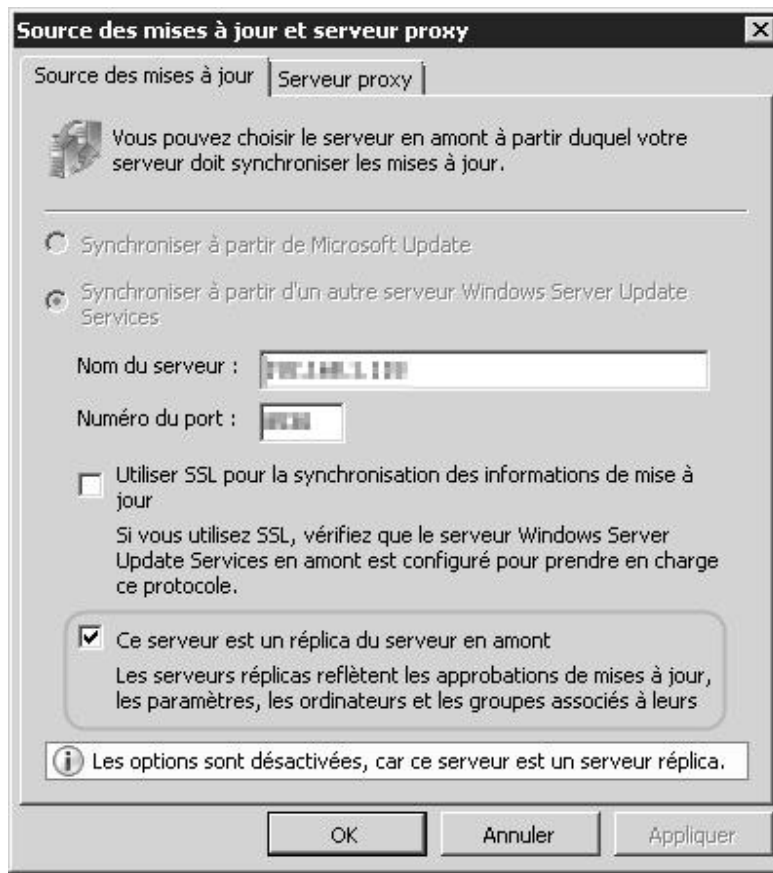 Source des mises à jour et serveur proxy
Source des mises à jour
Serveur proxy
Vous pouvez choisir le serveur en amont à partir duquel votre
serveur doit synchroniser les mises à jour.
Synchroniser à partir de Microsoft Update
Synchroniser à partir d'un autre serveur Windows Server Update
Services
Nom du serveur :
Numéro du port :
Utiliser SSL pour la synchronisation des informations de mise à
jour
Si vous utilisez SSL, vérifiez que le serveur Windows Server
Update Services en amont est configuré pour prendre en charge
ce protocole.
Ce serveur est un réplica du serveur en amont
Les serveurs réplicas reflètent les approbations de mises à jour,
les paramètres, les ordinateurs et les groupes associés à leurs
Les options sont désactivées, car ce serveur est un serveur réplica.
OK
Annuler
Appliquer